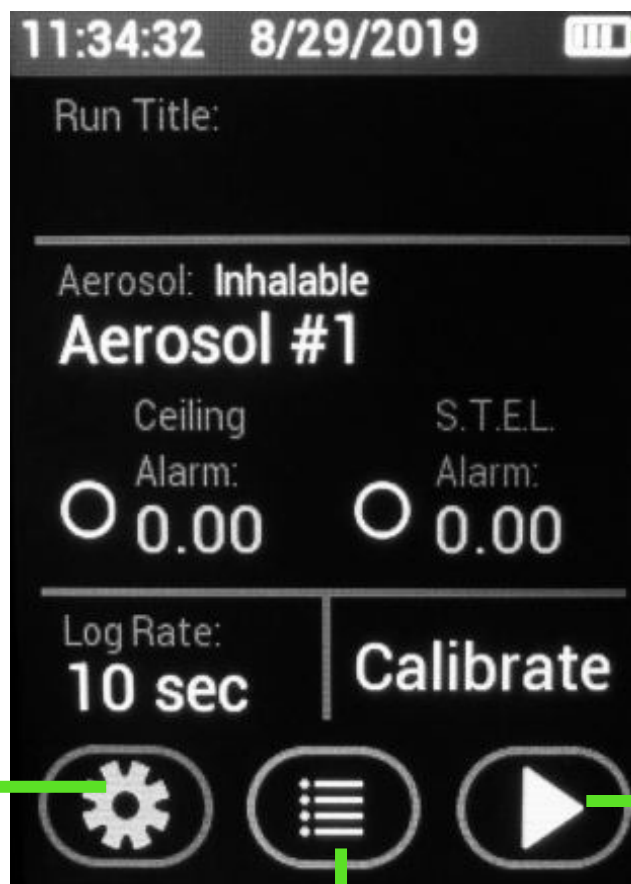 11:34:32 8/29/2019
Run Title:
Aerosol: Inhalable
Aerosol #1
Ceiling S.T.E.L.
Alarm: Alarm:
0.00 0.00
Log Rate:
10 sec Calibrate